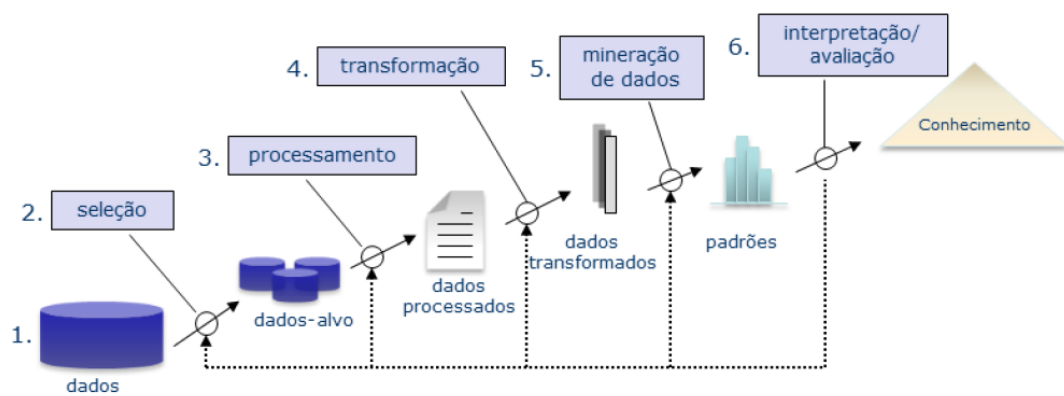 1.
dados
2.
seleção
dados-alvo
3.
processamento
dados
processados
4.
transformação
dados
transformados
5.
mineração
de dados
padrões
6.
interpretação/
avaliação
Conhecimento